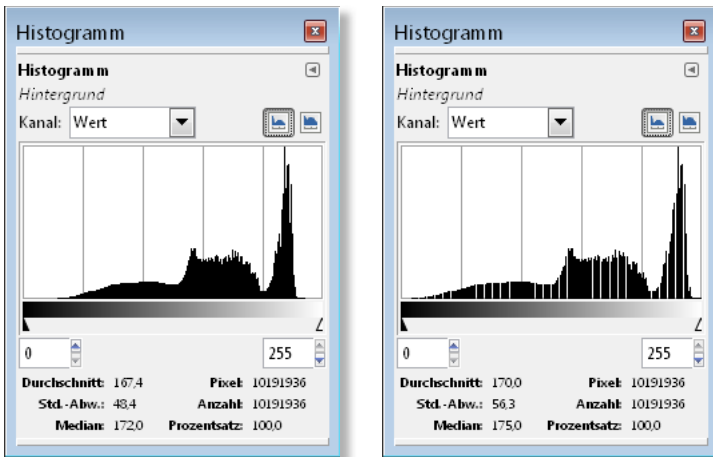 Histogramm
Histogramm
Hintergrund
Kanal: Wert
0 255
Durchschnitt: 167,4 Pixel: 10191936
Std.-Abw.: 48,4 Anzahl: 10191936
Median: 172,0 Prozentsatz: 100,0
Histogramm
Histogramm
Hintergrund
Kanal: Wert
0 255
Durchschnitt: 170,0 Pixel: 10191936
Std.-Abw.: 56,3 Anzahl: 10191936
Median: 175,0 Prozentsatz: 100,0